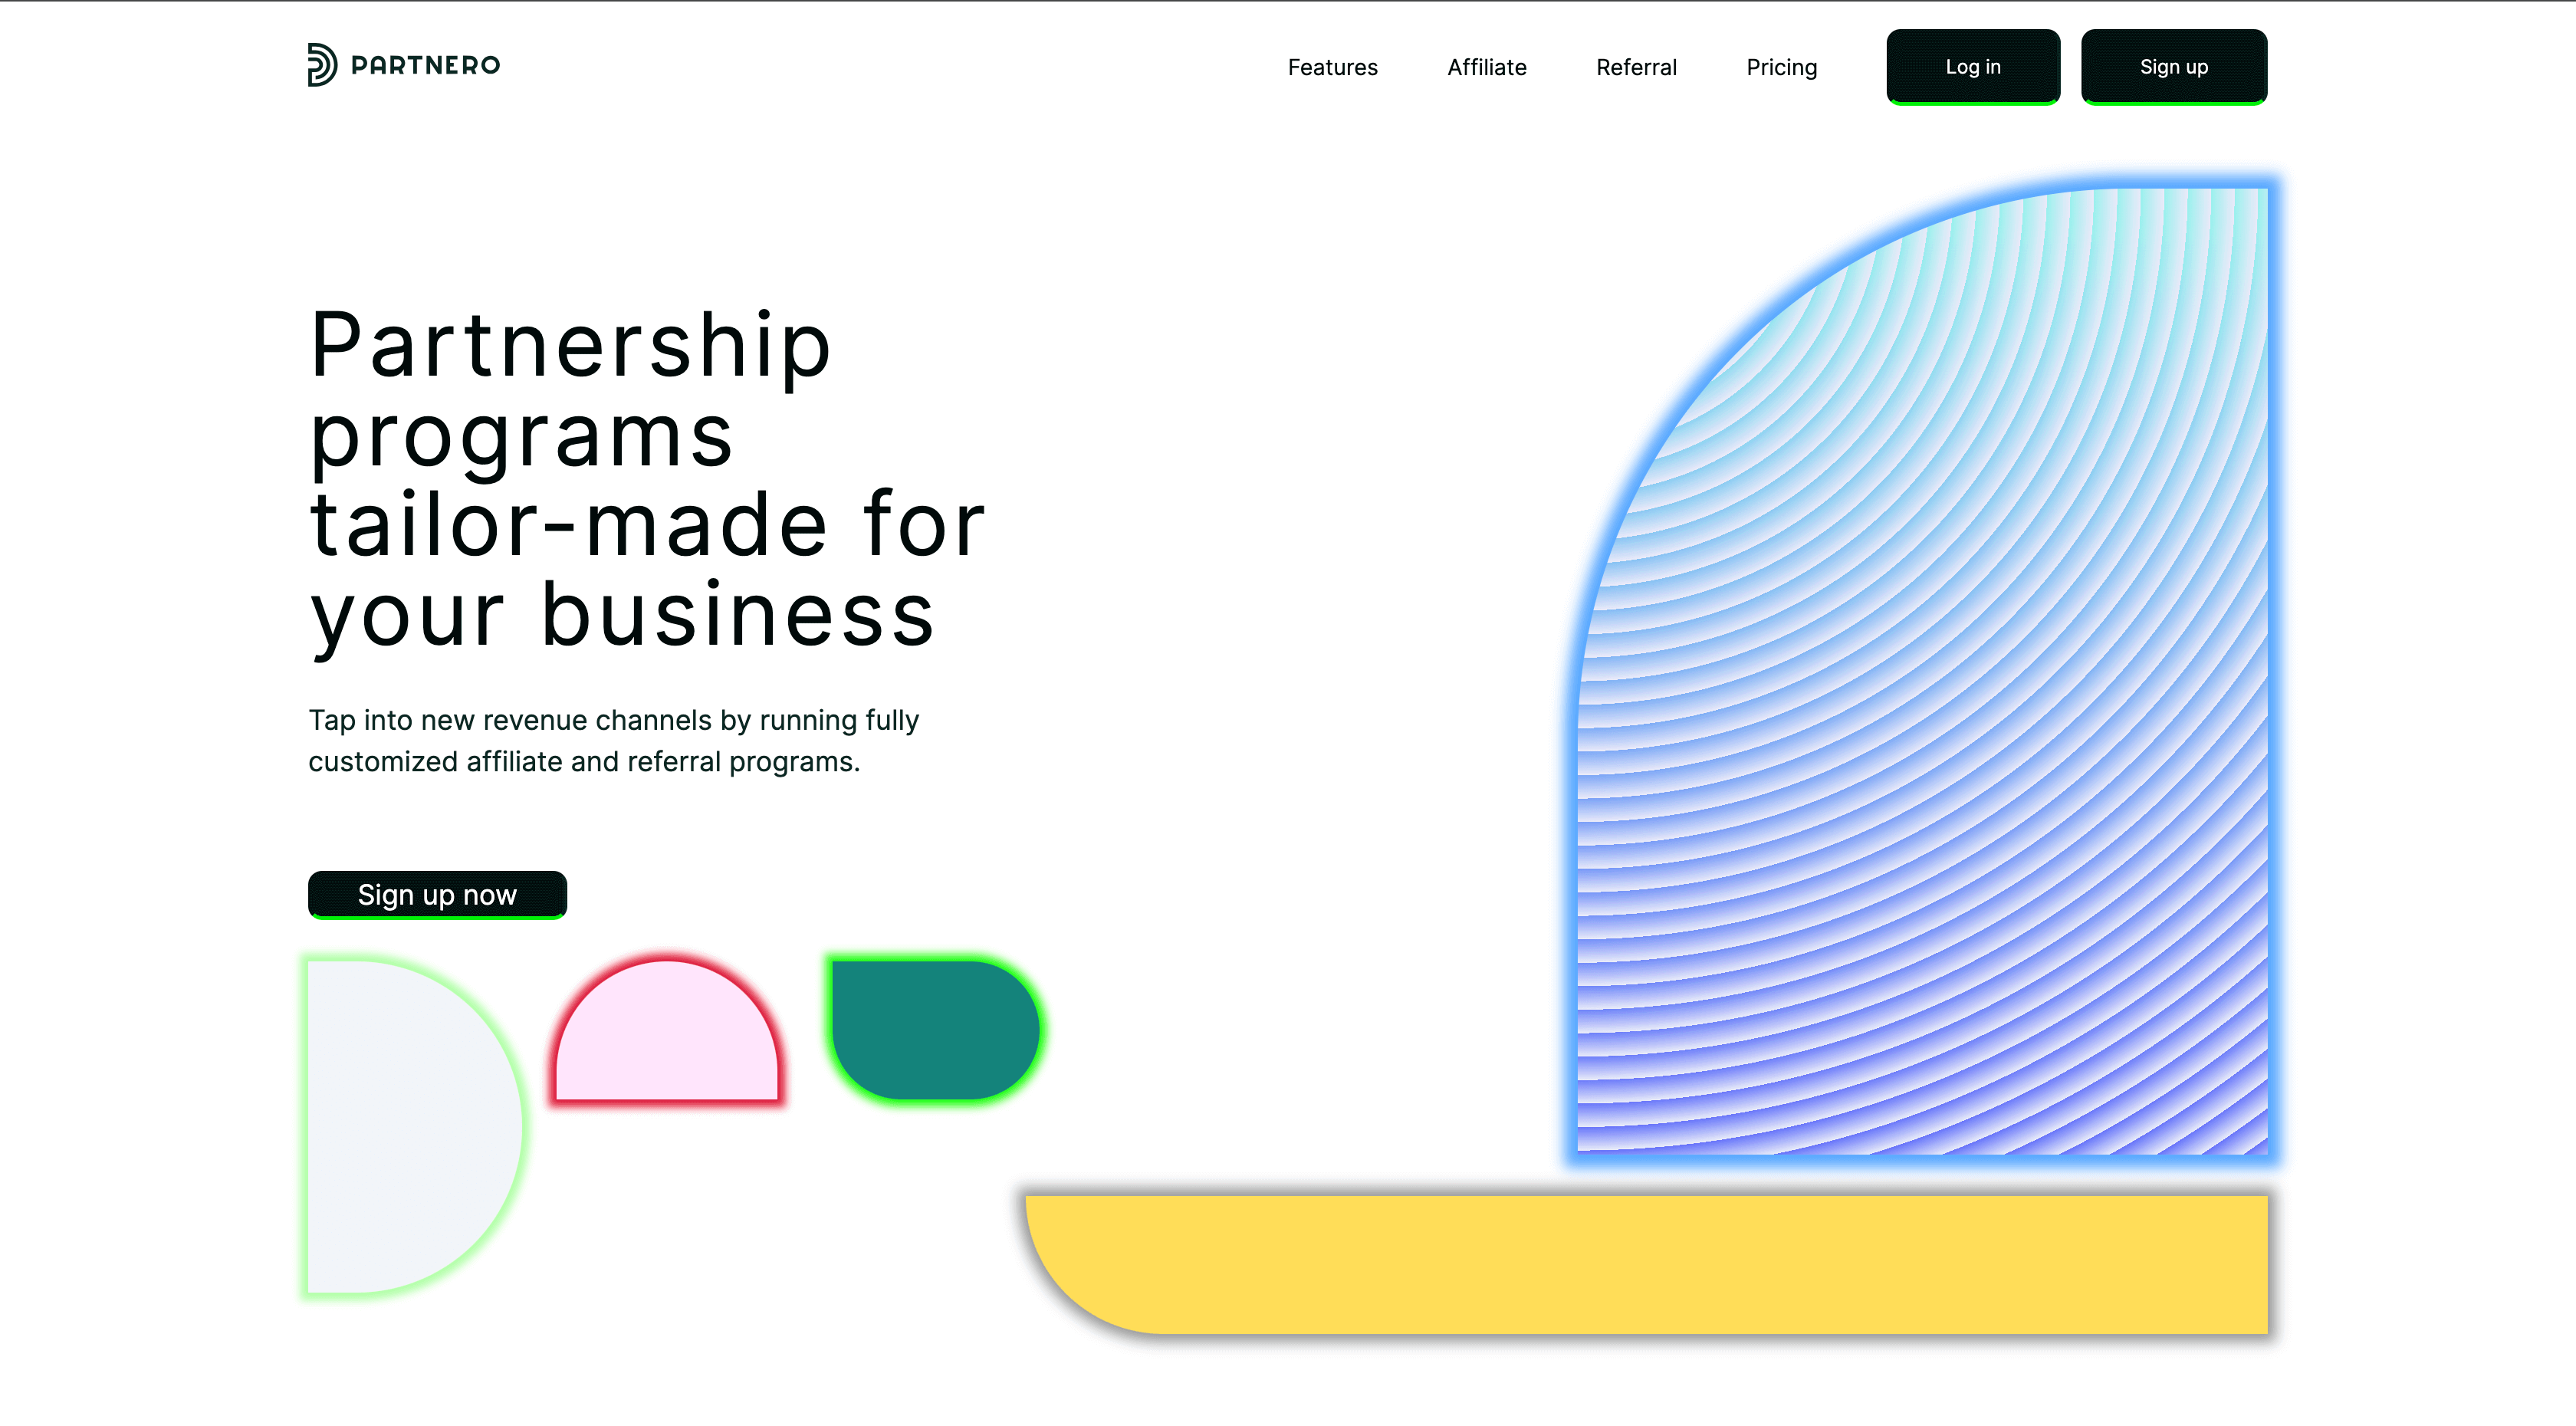 PARTNERO
Features
Affiliate
Referral
Pricing
Log in
Sign up
Partnership
programs
tailor-made for
your business
Tap into new revenue channels by running fully
customized affiliate and referral programs.
Sign up now